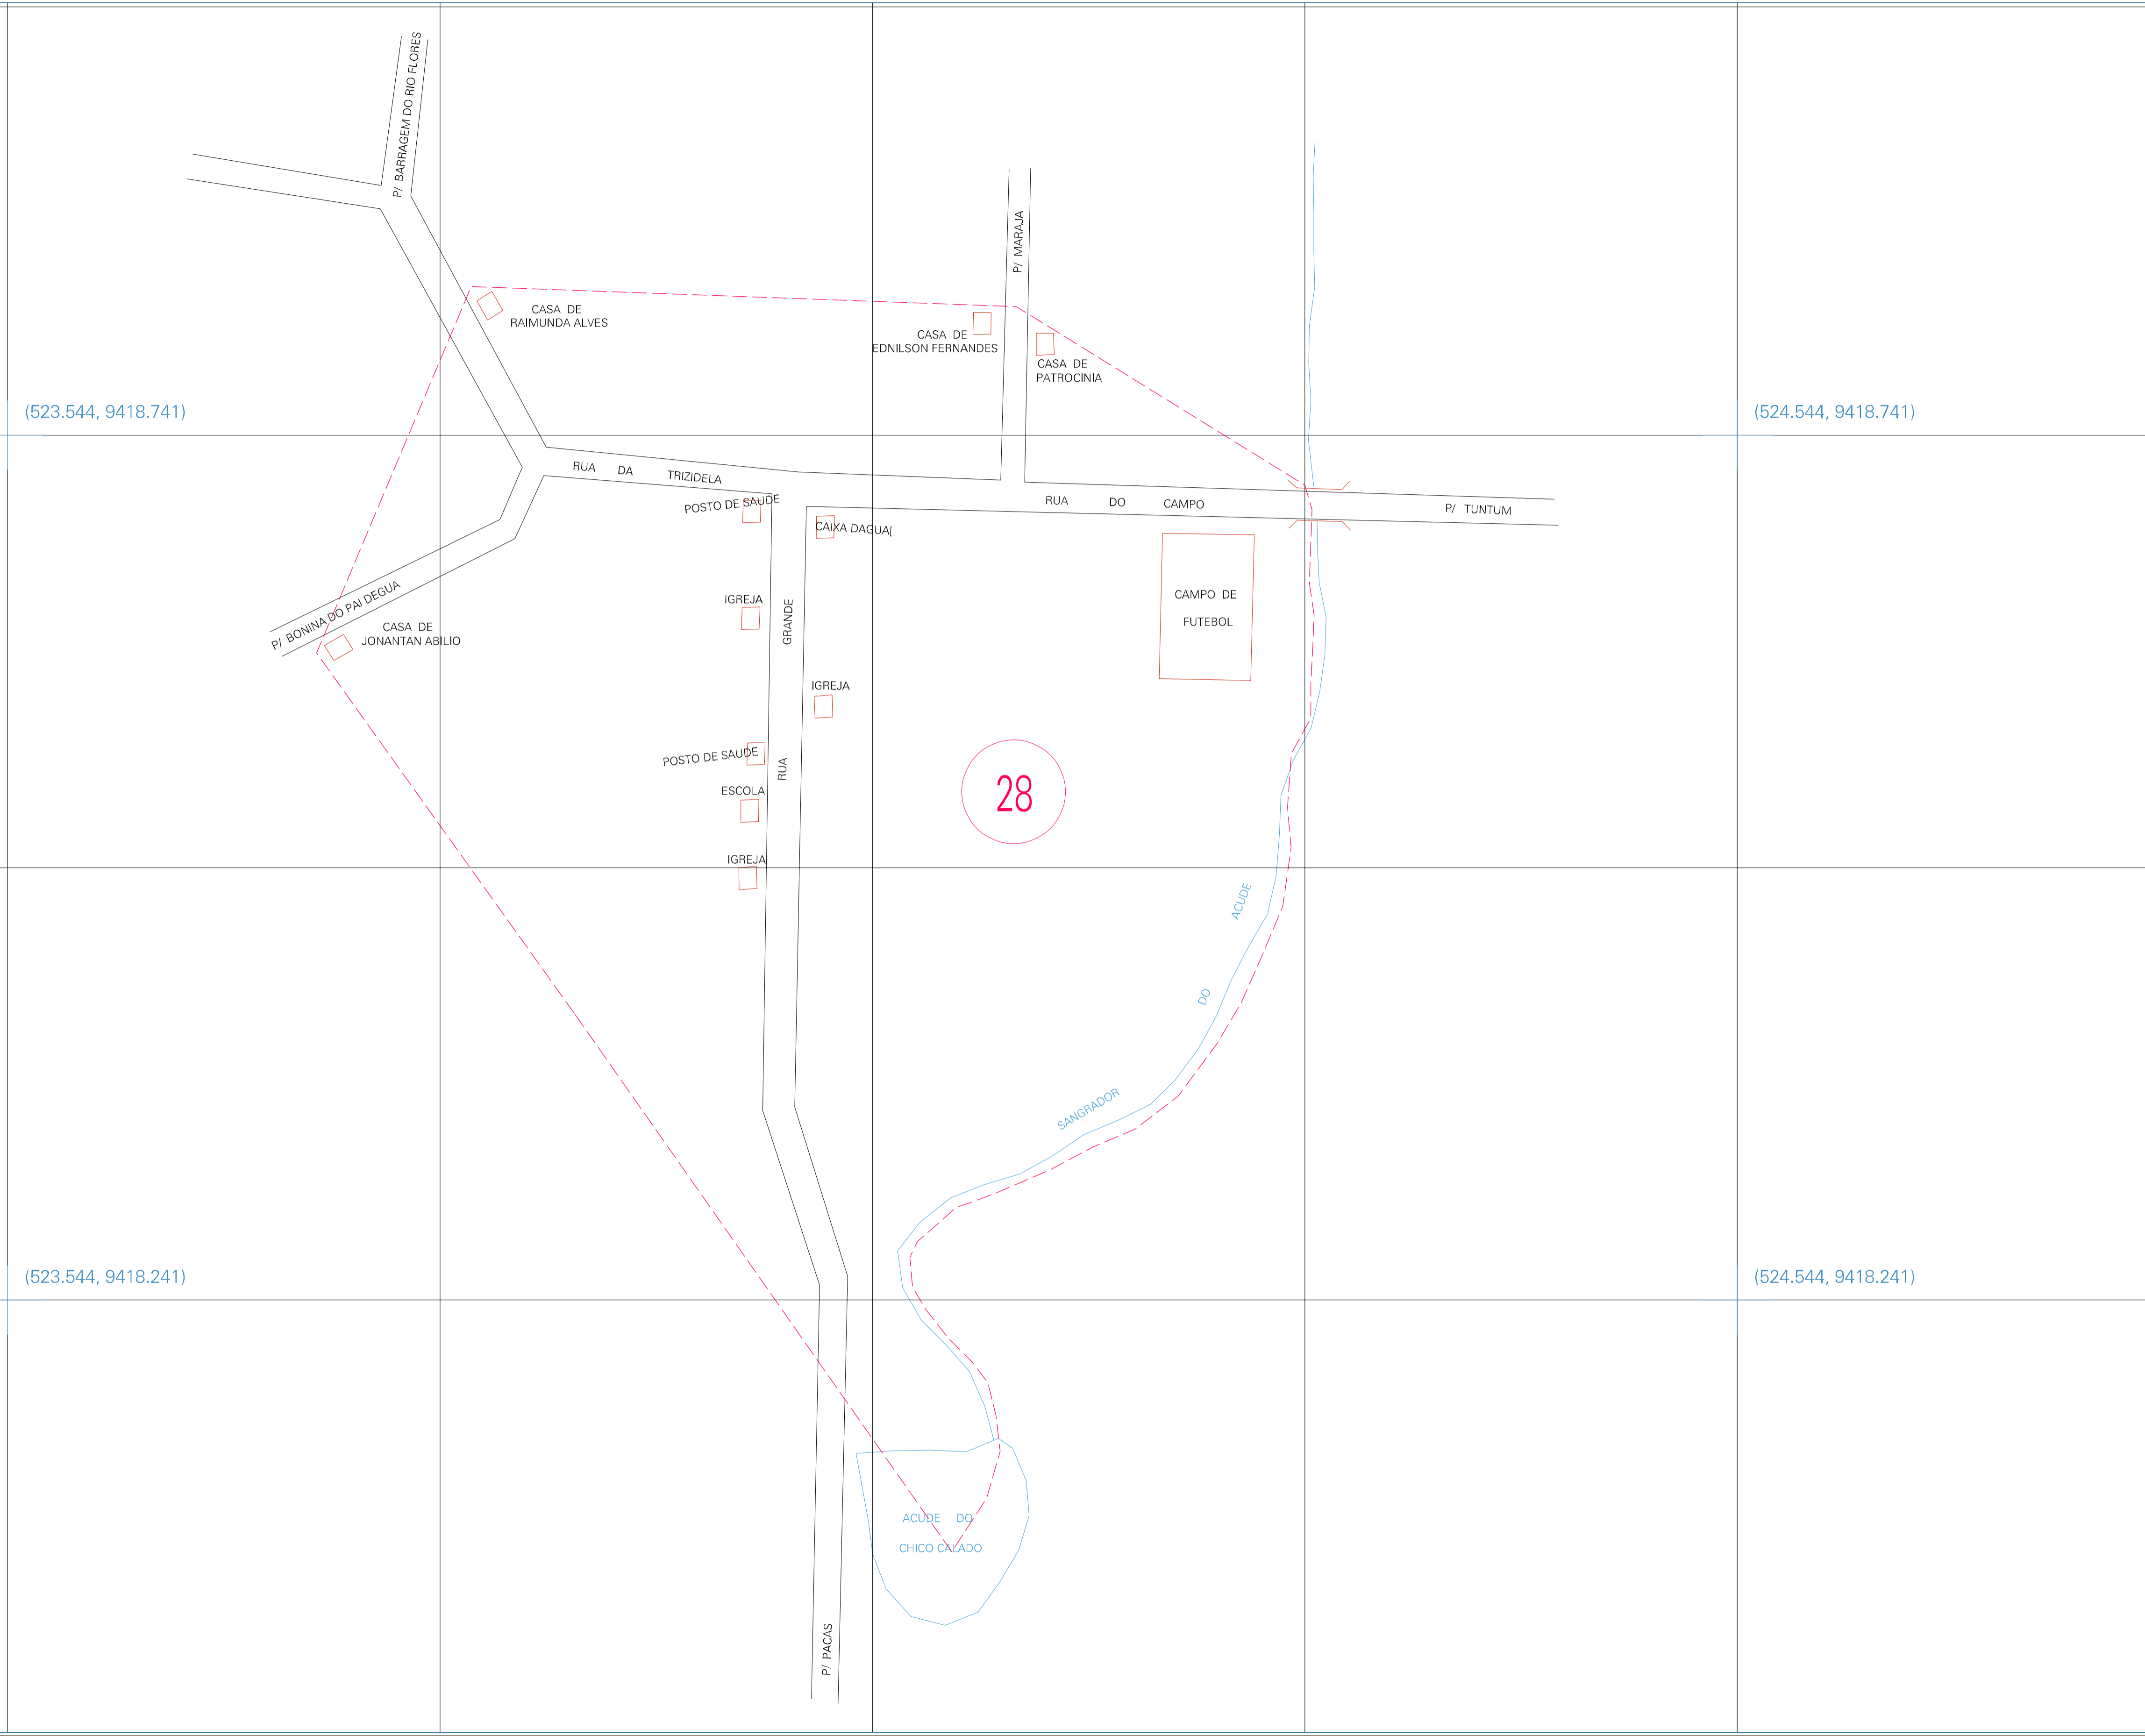 P/ BARRAGEM DO RIO FLORES
P/ MARAJA
CASA DE
RAIMUNDA ALVES
CASA DE
EDNILSON FERNANDES
CASA DE
PATROCINIA
(523.544, 9418.741)
(524.544, 9418.741)
RUA DA TRIZIDELA
POSTO DE SAUDE
RUA DO CAMPO
P/ TUNTUM
CAIXA DAGUA[
P/ BONINA DO PAI DEGUA
CASA DE
JONANTAN ABILIO
IGREJA
RUA GRANDE
CAMPO DE
FUTEBOL
IGREJA
POSTO DE SAUDE
28
ESCOLA
IGREJA
SANGRADOR DO ACUDE
(523.544, 9418.241)
(524.544, 9418.241)
ACUDE DO
CHICO CALADO
P/ PACAS